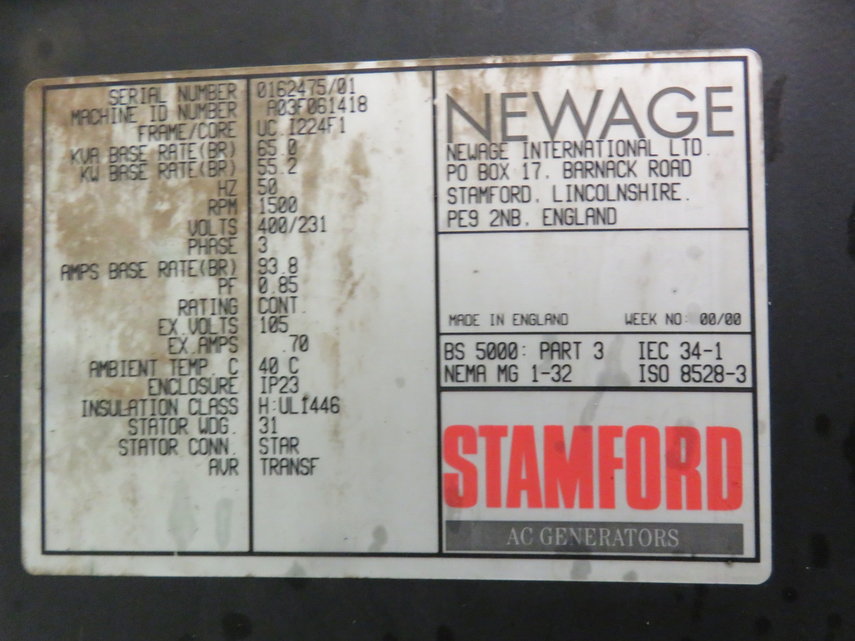 SERIAL NUMBER 0162475/01
MACHINE ID NUMBER A03F061418
FRAME/CORE UC.I224F1
KVA BASE RATE(BR) 65.0
KW BASE RATE(BR) 55.2
HZ 50
RPM 1500
VOLTS 400/231
PHASE 3
AMPS BASE RATE(BR) 93.8
PF 0.85
RATING CONT.
EX.VOLTS 105
EX.AMPS .70
AMBIENT TEMP. C 40 C
ENCLOSURE IP23
INSULATION CLASS H:UL1446
STATOR WDG. 31
STATOR CONN. STAR
AVR TRANSF
NEWAGE
NEWAGE INTERNATIONAL LTD.
PO BOX 17, BARNACK ROAD
STAMFORD, LINCOLNSHIRE.
PE9 2NB, ENGLAND
MADE IN ENGLAND WEEK NO: 00/00
BS 5000: PART 3 IEC 34-1
NEMA MG 1-32 ISO 8528-3
STAMFORD
AC GENERATORS